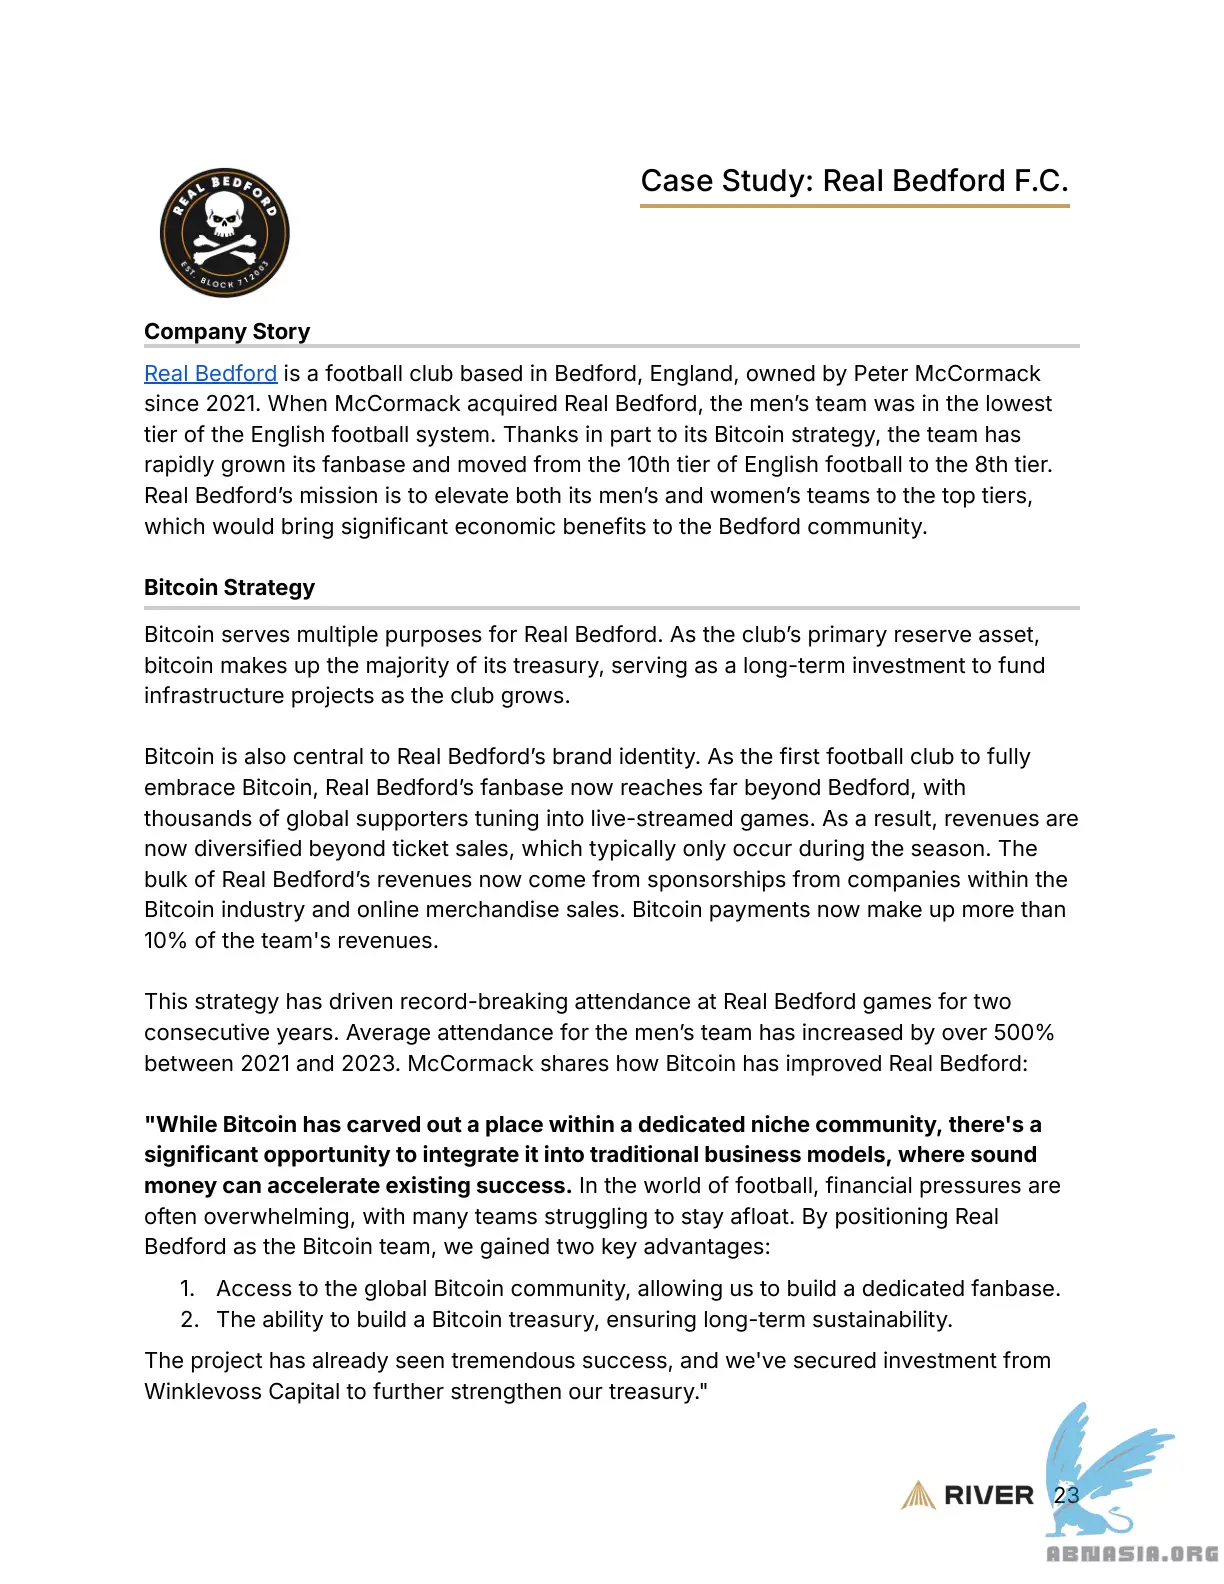 REAL BEDFORD
EST. BLOCK 712003
Case Study: Real Bedford F.C.
Company Story
Real Bedford is a football club based in Bedford, England, owned by Peter McCormack
since 2021. When McCormack acquired Real Bedford, the men’s team was in the lowest
tier of the English football system. Thanks in part to its Bitcoin strategy, the team has
rapidly grown its fanbase and moved from the 10th tier of English football to the 8th tier.
Real Bedford’s mission is to elevate both its men’s and women’s teams to the top tiers,
which would bring significant economic benefits to the Bedford community.
Bitcoin Strategy
Bitcoin serves multiple purposes for Real Bedford. As the club’s primary reserve asset,
bitcoin makes up the majority of its treasury, serving as a long-term investment to fund
infrastructure projects as the club grows.
Bitcoin is also central to Real Bedford’s brand identity. As the first football club to fully
embrace Bitcoin, Real Bedford’s fanbase now reaches far beyond Bedford, with
thousands of global supporters tuning into live-streamed games. As a result, revenues are
now diversified beyond ticket sales, which typically only occur during the season. The
bulk of Real Bedford’s revenues now come from sponsorships from companies within the
Bitcoin industry and online merchandise sales. Bitcoin payments now make up more than
10% of the team's revenues.
This strategy has driven record-breaking attendance at Real Bedford games for two
consecutive years. Average attendance for the men’s team has increased by over 500%
between 2021 and 2023. McCormack shares how Bitcoin has improved Real Bedford:
"While Bitcoin has carved out a place within a dedicated niche community, there's a
significant opportunity to integrate it into traditional business models, where sound
money can accelerate existing success. In the world of football, financial pressures are
often overwhelming, with many teams struggling to stay afloat. By positioning Real
Bedford as the Bitcoin team, we gained two key advantages:
1. Access to the global Bitcoin community, allowing us to build a dedicated fanbase.
2. The ability to build a Bitcoin treasury, ensuring long-term sustainability.
The project has already seen tremendous success, and we've secured investment from
Winklevoss Capital to further strengthen our treasury."
RIVER 23
ABNASIA.ORG